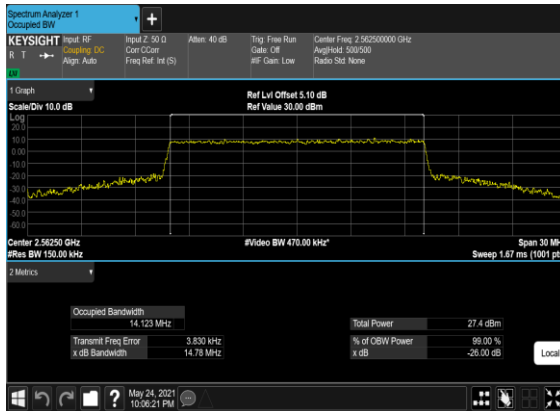 Spectrum Analyzer 1
Occupied BW
+
KEYSIGHT Input: RF Input Z: 50 Ω Atten: 40 dB Trig: Free Run Center Freq: 2.562500000 GHz
R T Coupling: DC Corr CCorr Gate: Off Avg|Hold: 500/500
Align: Auto Freq Ref: Int (S) #IF Gain: Low Radio Std: None
LXI
1 Graph
Ref Lvl Offset 5.10 dB
Scale/Div 10.0 dB Ref Value 30.00 dBm
Log
20.0
10.0
0.00
-10.0
-20.0
-30.0
-40.0
-50.0
-60.0
Center 2.56250 GHz #Video BW 470.00 kHz* Span 30 MH
#Res BW 150.00 kHz Sweep 1.67 ms (1001 pt
2 Metrics
Occupied Bandwidth
14.123 MHz Total Power 27.4 dBm
Transmit Freq Error 3.830 kHz % of OBW Power 99.00 %
x dB Bandwidth 14.78 MHz x dB -26.00 dB
Local
? May 24, 2021
10:06:21 PM